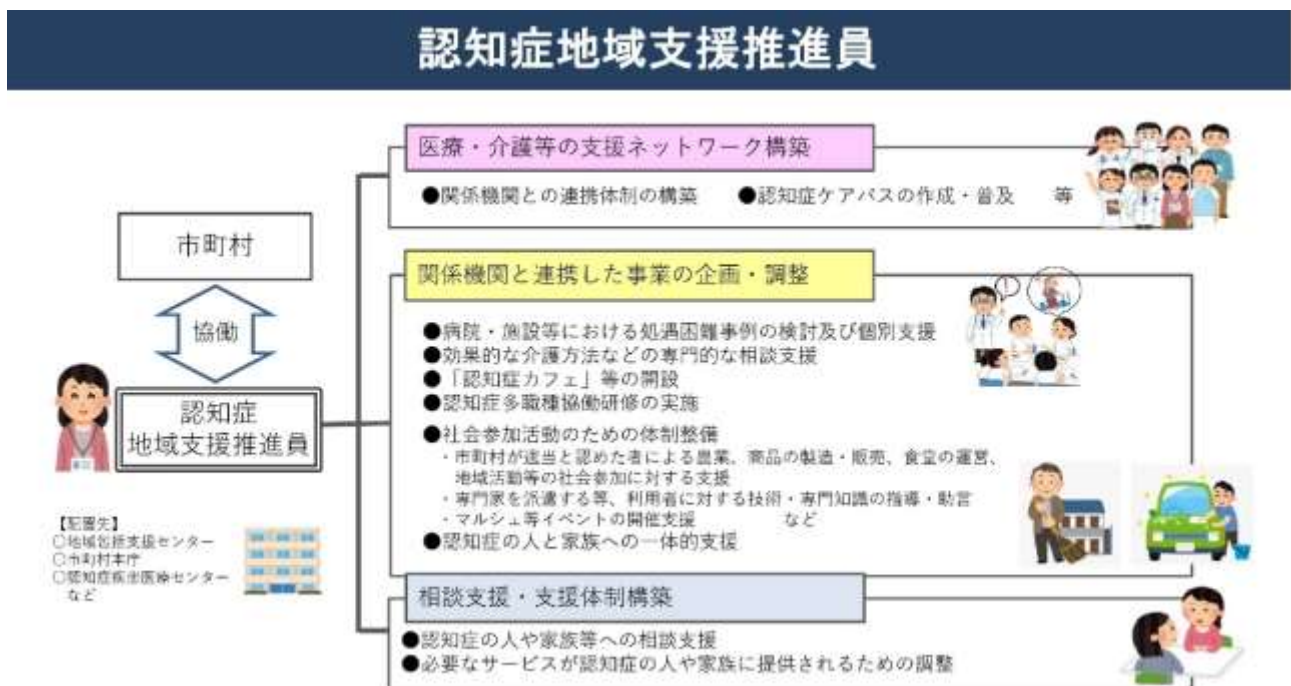 認知症地域支援推進員
医療・介護等の支援ネットワーク構築
●関係機関との連携体制の構築　●認知症ケアパスの作成・普及　等
市町村
協働
認知症
地域支援推進員
【配置先】
○地域包括支援センター
○市町村本庁
○認知症疾患医療センター
など
関係機関と連携した事業の企画・調整
●病院・施設等における処遇困難事例の検討及び個別支援
●効果的な介護方法などの専門的な相談支援
●「認知症カフェ」等の開設
●認知症多職種協働研修の実施
●社会参加活動のための体制整備
・市町村が適当と認めた者による農業、商品の製造・販売、食堂の運営、
地域活動等の社会参加に対する支援
・専門家を派遣する等、利用者に対する技術・専門知識の指導・助言
・マルシェ等イベントの開催支援　など
●認知症の人と家族への一体的支援
相談支援・支援体制構築
●認知症の人や家族等への相談支援
●必要なサービスが認知症の人や家族に提供されるための調整